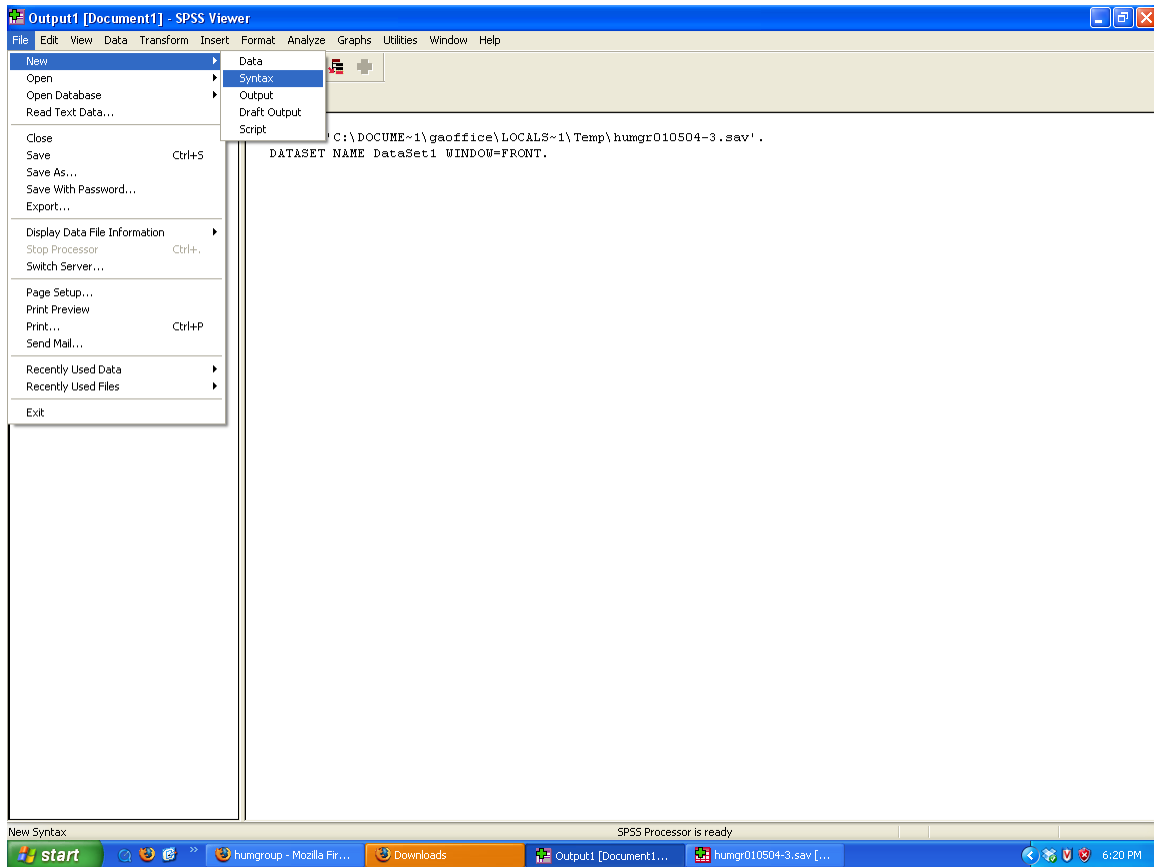 Output1 [Document1] - SPSS Viewer
File Edit View Data Transform Insert Format Analyze Graphs Utilities Window Help
New
Open
Open Database
Read Text Data...
Close
Save Ctrl+S
Save As...
Save With Password...
Export...
Display Data File Information
Stop Processor Ctrl+.
Switch Server...
Page Setup...
Print Preview
Print... Ctrl+P
Send Mail...
Recently Used Data
Recently Used Files
Exit
Data
Syntax
Output
Draft Output
Script
'C:\DOCUME~1\gaoffice\LOCALS~1\Temp\humgr010504-3.sav'.
DATASET NAME DataSet1 WINDOW=FRONT.
New Syntax
SPSS Processor is ready
start
humgroup - Mozilla Fir...
Downloads
Output1 [Document1...
humgr010504-3.sav [...
6:20 PM